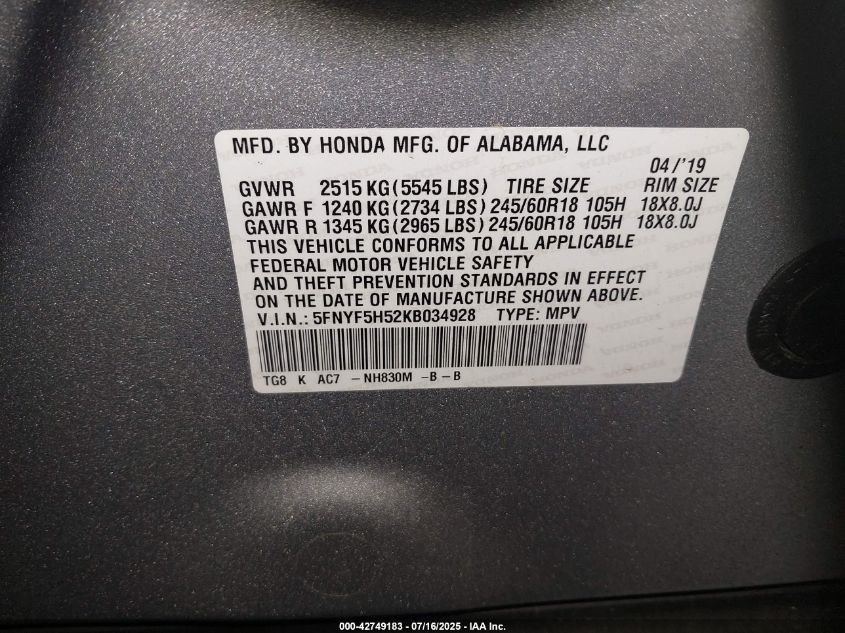 MFD. BY HONDA MFG. OF ALABAMA, LLC
04/'19
GVWR 2515 KG(5545 LBS) TIRE SIZE RIM SIZE
GAWR F 1240 KG(2734 LBS) 245/60R18 105H 18X8.0J
GAWR R 1345 KG(2965 LBS) 245/60R18 105H 18X8.0J
THIS VEHICLE CONFORMS TO ALL APPLICABLE
FEDERAL MOTOR VEHICLE SAFETY
AND THEFT PREVENTION STANDARDS IN EFFECT
ON THE DATE OF MANUFACTURE SHOWN ABOVE.
V.I.N.: 5FNYF5H52KB034928 TYPE: MPV
TG8 K AC7 - NH830M -B - B
000-42749183 - 07/16/2025 - IAA Inc.